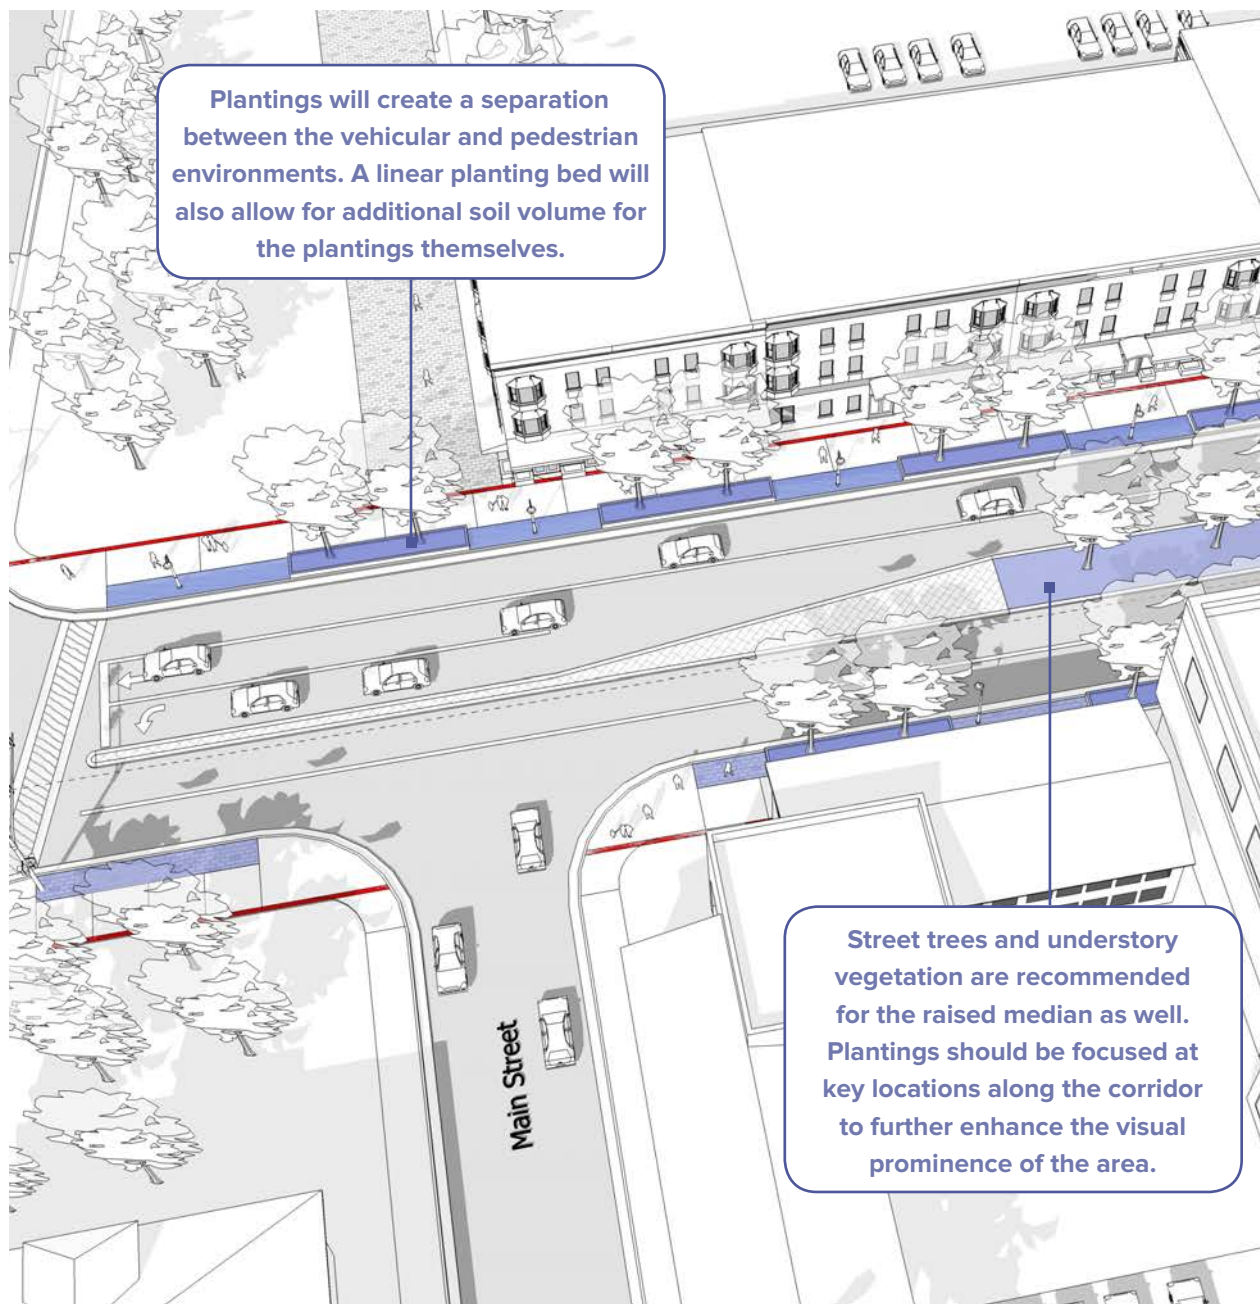 Plantings will create a separation
between the vehicular and pedestrian
environments. A linear planting bed will
also allow for additional soil volume for
the plantings themselves.
Main Street
Street trees and understory
vegetation are recommended
for the raised median as well.
Plantings should be focused at
key locations along the corridor
to further enhance the visual
prominence of the area.